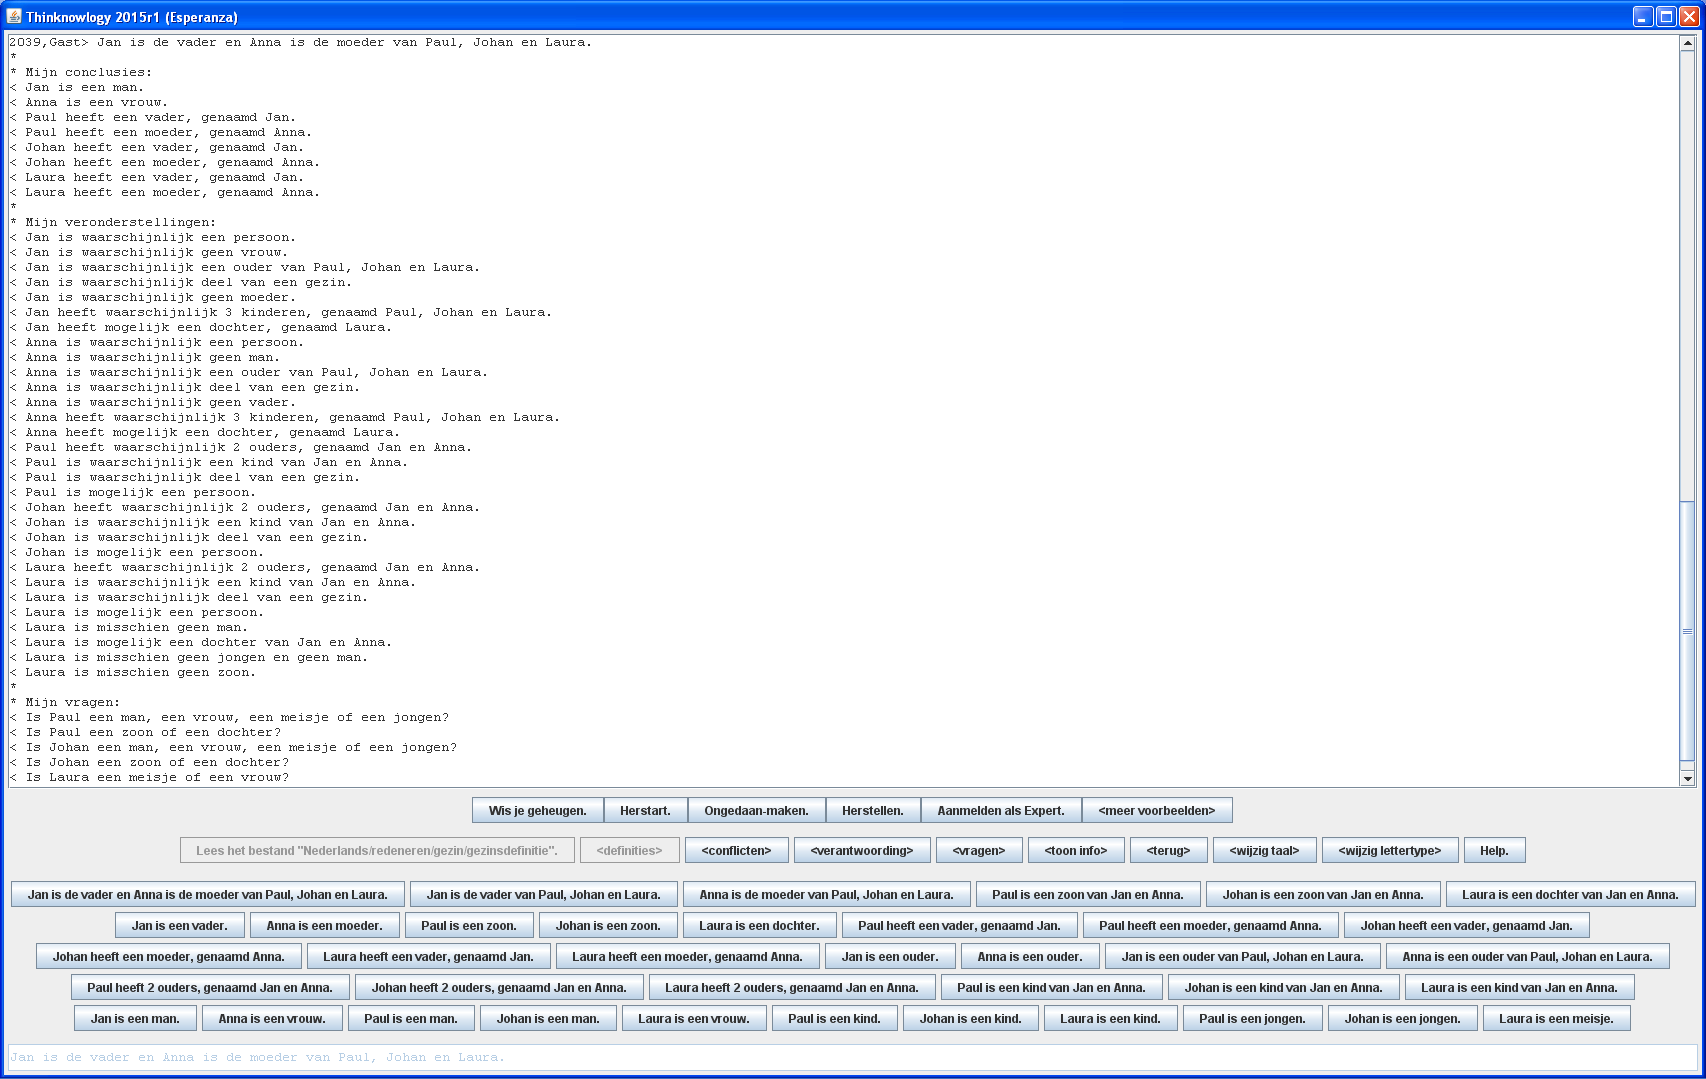 Thinknowlogy 2015r1 (Esperanza)
2039,Gast> Jan is de vader en Anna is de moeder van Paul, Johan en Laura.
*
* Mijn conclusies:
< Jan is een man.
< Anna is een vrouw.
< Paul heeft een vader, genaamd Jan.
< Paul heeft een moeder, genaamd Anna.
< Johan heeft een vader, genaamd Jan.
< Johan heeft een moeder, genaamd Anna.
< Laura heeft een vader, genaamd Jan.
< Laura heeft een moeder, genaamd Anna.
*
* Mijn veronderstellingen:
< Jan is waarschijnlijk een persoon.
< Jan is waarschijnlijk geen vrouw.
< Jan is waarschijnlijk een ouder van Paul, Johan en Laura.
< Jan is waarschijnlijk deel van een gezin.
< Jan is waarschijnlijk geen moeder.
< Jan heeft waarschijnlijk 3 kinderen, genaamd Paul, Johan en Laura.
< Jan heeft mogelijk een dochter, genaamd Laura.
< Anna is waarschijnlijk een persoon.
< Anna is waarschijnlijk geen man.
< Anna is waarschijnlijk een ouder van Paul, Johan en Laura.
< Anna is waarschijnlijk deel van een gezin.
< Anna is waarschijnlijk geen vader.
< Anna heeft waarschijnlijk 3 kinderen, genaamd Paul, Johan en Laura.
< Anna heeft mogelijk een dochter, genaamd Laura.
< Paul heeft waarschijnlijk 2 ouders, genaamd Jan en Anna.
< Paul is waarschijnlijk een kind van Jan en Anna.
< Paul is waarschijnlijk deel van een gezin.
< Paul is mogelijk een persoon.
< Johan heeft waarschijnlijk 2 ouders, genaamd Jan en Anna.
< Johan is waarschijnlijk een kind van Jan en Anna.
< Johan is waarschijnlijk deel van een gezin.
< Johan is mogelijk een persoon.
< Laura heeft waarschijnlijk 2 ouders, genaamd Jan en Anna.
< Laura is waarschijnlijk een kind van Jan en Anna.
< Laura is waarschijnlijk deel van een gezin.
< Laura is mogelijk een persoon.
< Laura is misschien geen man.
< Laura is mogelijk een dochter van Jan en Anna.
< Laura is misschien geen jongen en geen man.
< Laura is misschien geen zoon.
*
* Mijn vragen:
< Is Paul een man, een vrouw, een meisje of een jongen?
< Is Paul een zoon of een dochter?
< Is Johan een man, een vrouw, een meisje of een jongen?
< Is Johan een zoon of een dochter?
< Is Laura een meisje of een vrouw?
Wis je geheugen. Herstart. Ongedaan-maken. Herstellen. Aanmelden als Expert. <meer voorbeelden>
Lees het bestand "Nederlands/redeneren/gezin/gezinsdefinitie". <definities> <conflicten> <verantwoording> <vragen> <toon info> <terug> <wijzig taal> <wijzig lettertype> Help.
Jan is de vader en Anna is de moeder van Paul, Johan en Laura. Jan is de vader van Paul, Johan en Laura. Anna is de moeder van Paul, Johan en Laura. Paul is een zoon van Jan en Anna. Johan is een zoon van Jan en Anna. Laura is een dochter van Jan en Anna.
Jan is een vader. Anna is een moeder. Paul is een zoon. Johan is een zoon. Laura is een dochter. Paul heeft een vader, genaamd Jan. Paul heeft een moeder, genaamd Anna. Johan heeft een vader, genaamd Jan.
Johan heeft een moeder, genaamd Anna. Laura heeft een vader, genaamd Jan. Laura heeft een moeder, genaamd Anna. Jan is een ouder. Anna is een ouder. Jan is een ouder van Paul, Johan en Laura. Anna is een ouder van Paul, Johan en Laura.
Paul heeft 2 ouders, genaamd Jan en Anna. Johan heeft 2 ouders, genaamd Jan en Anna. Laura heeft 2 ouders, genaamd Jan en Anna. Paul is een kind van Jan en Anna. Johan is een kind van Jan en Anna. Laura is een kind van Jan en Anna.
Jan is een man. Anna is een vrouw. Paul is een man. Johan is een man. Laura is een vrouw. Paul is een kind. Johan is een kind. Laura is een kind. Paul is een jongen. Johan is een jongen. Laura is een meisje.
Jan is de vader en Anna is de moeder van Paul, Johan en Laura.